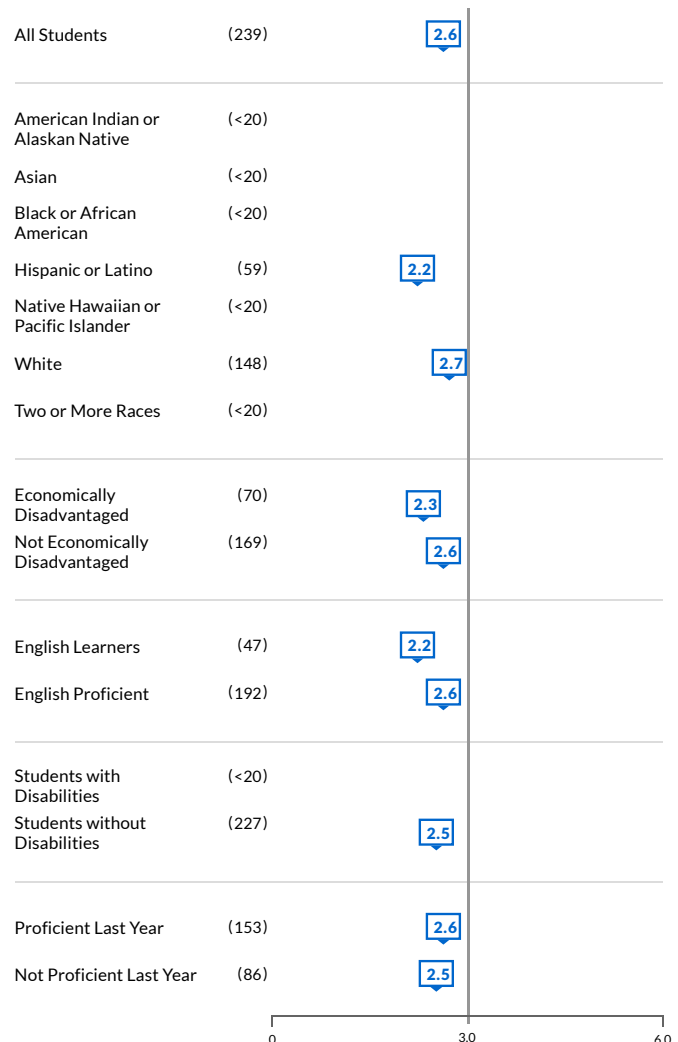 All Students (239) 2.6
American Indian or
Alaskan Native (<20)
Asian (<20)
Black or African
American (<20)
Hispanic or Latino (59) 2.2
Native Hawaiian or
Pacific Islander (<20)
White (148) 2.7
Two or More Races (<20)
Economically
Disadvantaged (70) 2.3
Not Economically
Disadvantaged (169) 2.6
English Learners (47) 2.2
English Proficient (192) 2.6
Students with
Disabilities (<20)
Students without
Disabilities (227) 2.5
Proficient Last Year (153) 2.6
Not Proficient Last Year (86) 2.5
0 3.0 6.0